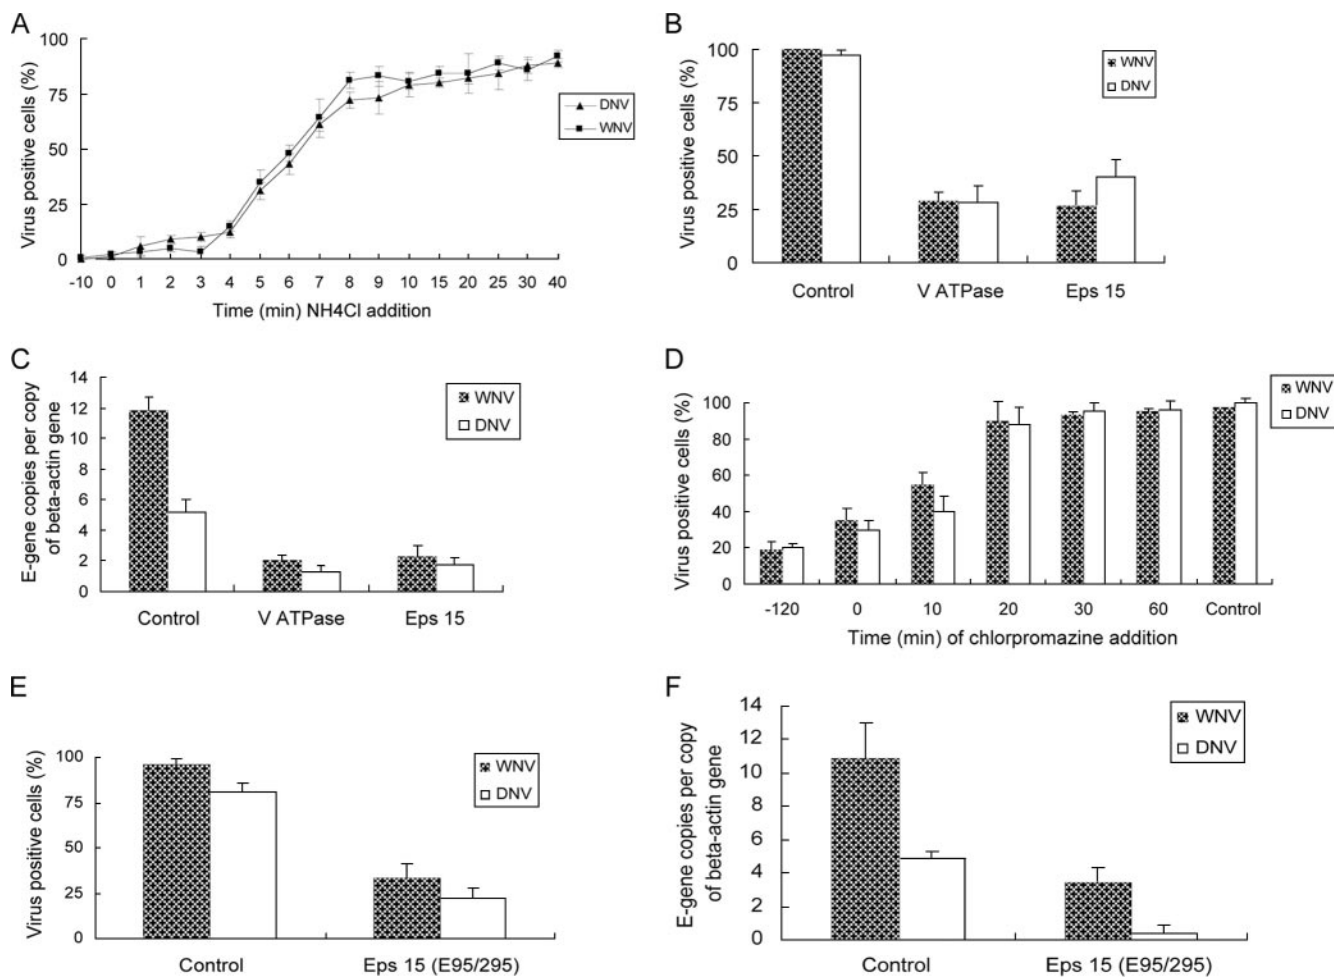 A
Virus positive cells (%)
100
75
50
25
0
-10 0 1 2 3 4 5 6 7 8 9 10 15 20 25 30 40
Time (min) NH4Cl addition
DNV
WNV
B
Virus positive cells (%)
100
75
50
25
0
Control V ATPase Eps 15
WNV
DNV
C
E-gene copies per copy
of beta-actin gene
14
12
10
8
6
4
2
0
Control V ATPase Eps 15
WNV
DNV
D
Virus positive cells (%)
100
80
60
40
20
0
-120 0 10 20 30 60 Control
Time (min) of chlorpromazine addition
WNV
DNV
E
Virus positive cells (%)
100
75
50
25
0
Control Eps 15 (E95/295)
WNV
DNV
F
E-gene copies per copy
of beta-actin gene
14
12
10
8
6
4
2
0
Control Eps 15 (E95/295)
WNV
DNV